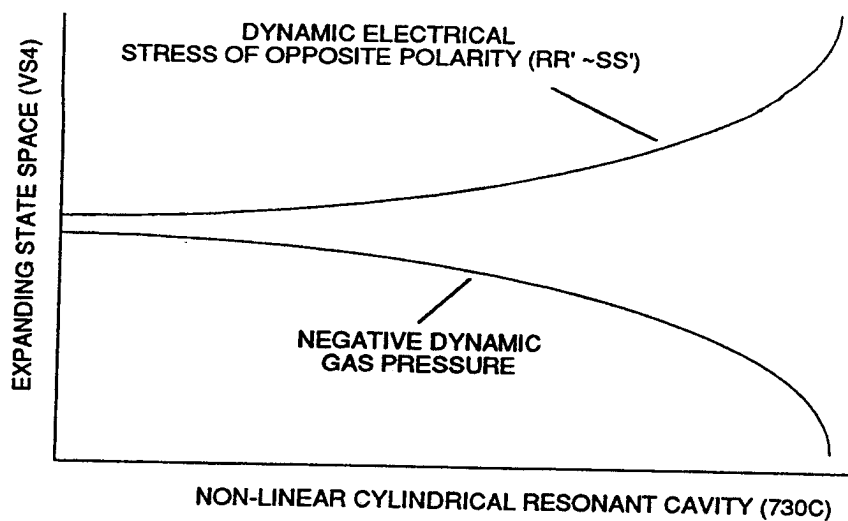 DYNAMIC ELECTRICAL
STRESS OF OPPOSITE POLARITY (RR' ~SS')
EXPANDING STATE SPACE (VS4)
NEGATIVE DYNAMIC
GAS PRESSURE
NON-LINEAR CYLINDRICAL RESONANT CAVITY (730C)